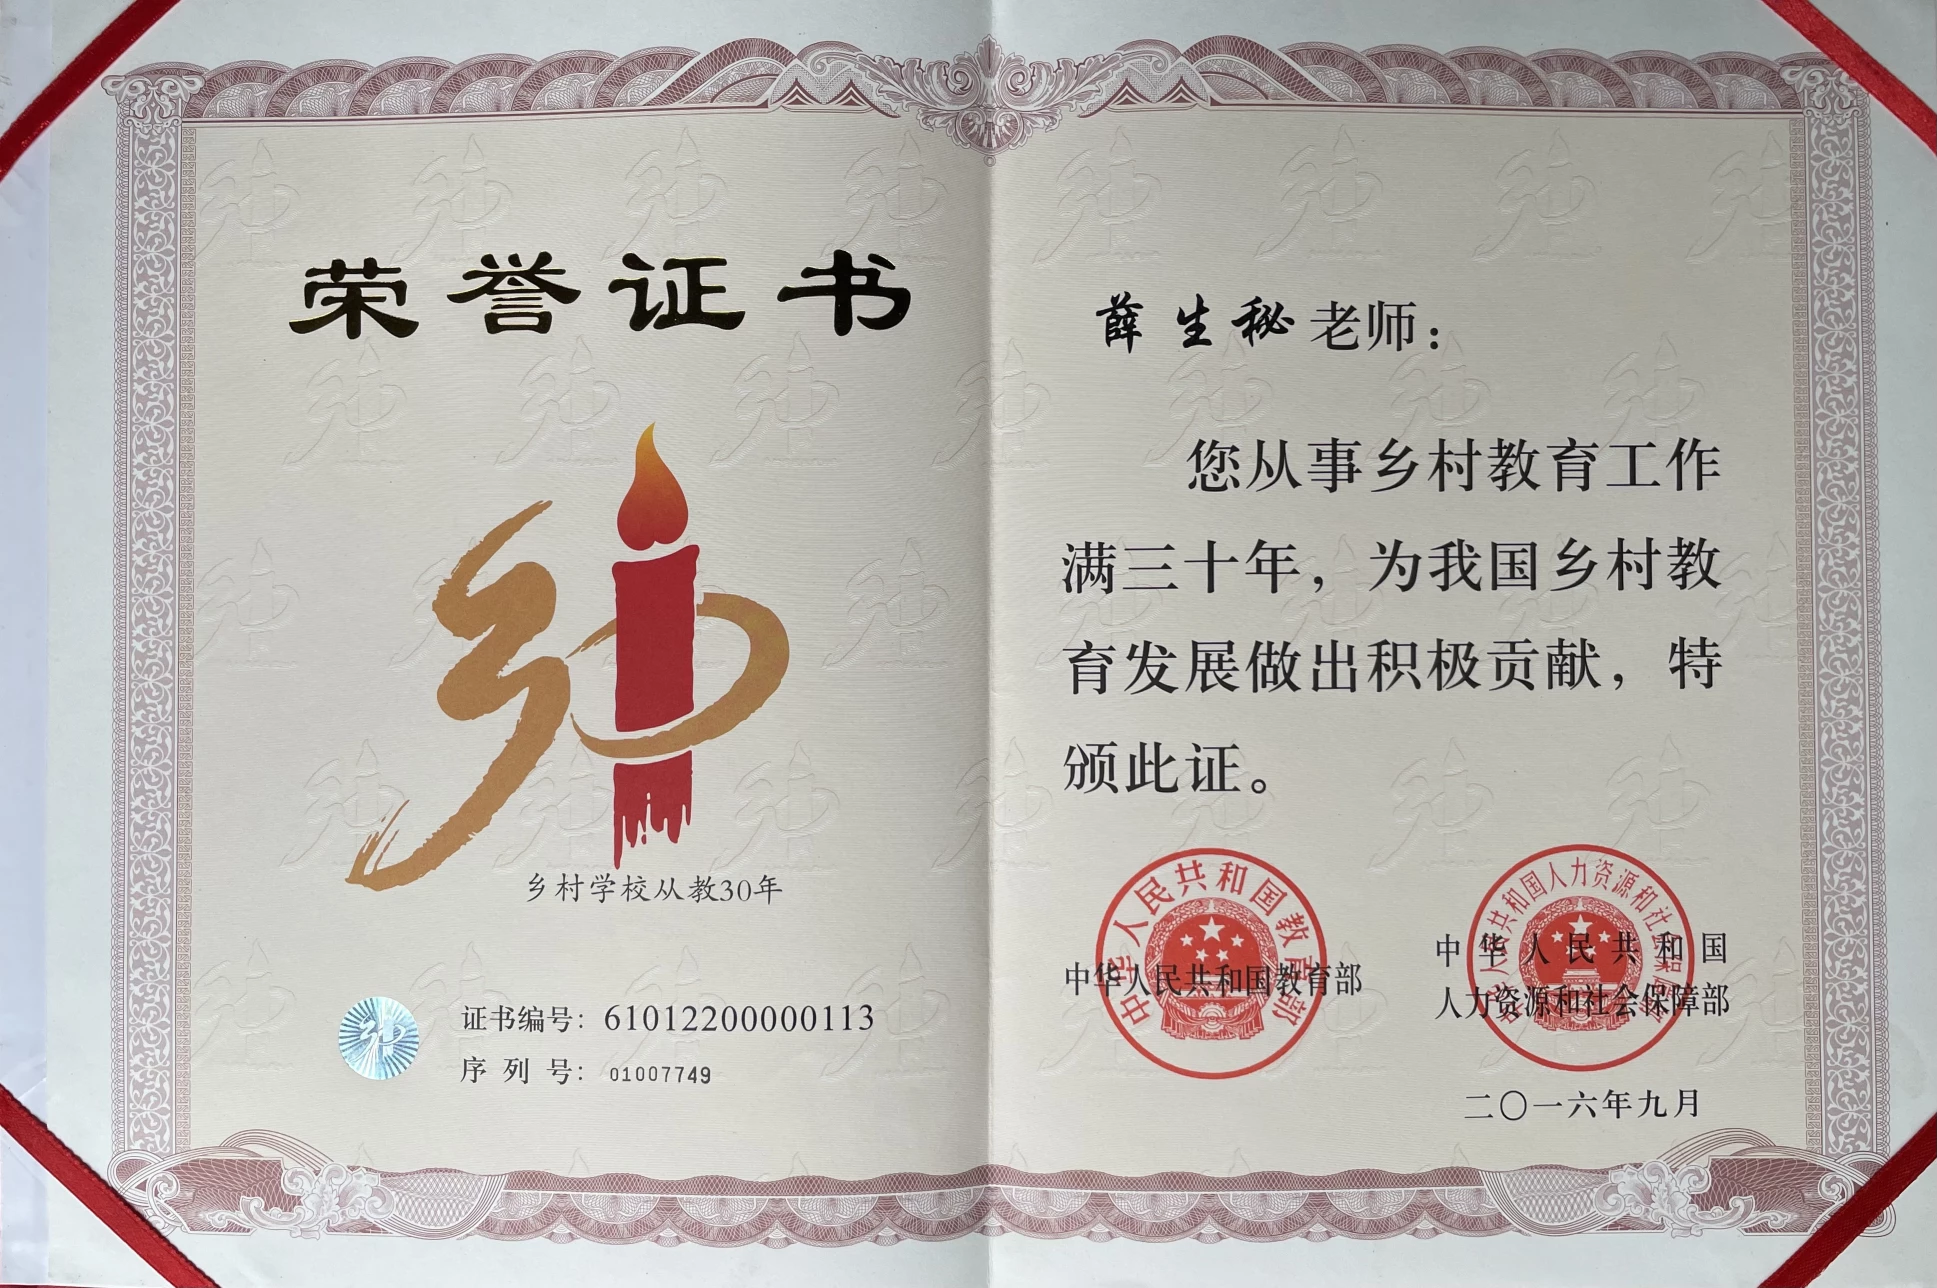 荣誉证书
乡村学校从教30年
证书编号：61012200000113
序列号：01007749
薛生秘老师：
您从事乡村教育工作
满三十年，为我国乡村教
育发展做出积极贡献，特
颁此证。
中华人民共和国教育部
中华人民共和国教育部
中华人民共和国人力资源和社会保障部
中华人民共和国
人力资源和社会保障部
二〇一六年九月